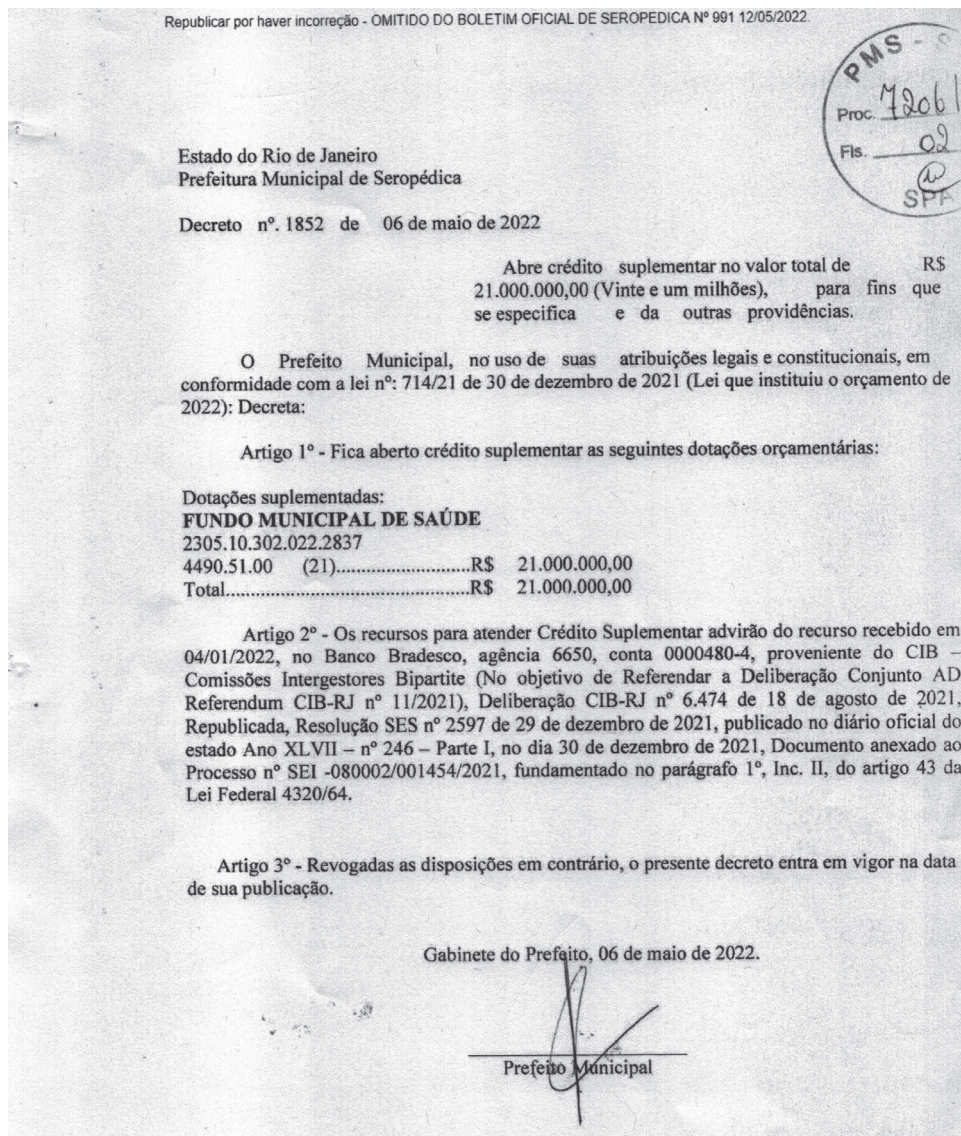 Republicar por haver incorreção - OMITIDO DO BOLETIM OFICIAL DE SEROPEDICA Nº 991 12/05/2022.
PMS - S
Proc. 72061
Fls. 02
SPA
Estado do Rio de Janeiro
Prefeitura Municipal de Seropédica
Decreto nº. 1852 de 06 de maio de 2022
Abre crédito suplementar no valor total de R$
21.000.000,00 (Vinte e um milhões), para fins que
se especifica e da outras providências.
O Prefeito Municipal, no uso de suas atribuições legais e constitucionais, em
conformidade com a lei nº: 714/21 de 30 de dezembro de 2021 (Lei que instituiu o orçamento de
2022): Decreta:
Artigo 1º - Fica aberto crédito suplementar as seguintes dotações orçamentárias:
Dotações suplementadas:
FUNDO MUNICIPAL DE SAÚDE
2305.10.302.022.2837
4490.51.00 (21)..........................R$ 21.000.000,00
Total...............................................R$ 21.000.000,00
Artigo 2º - Os recursos para atender Crédito Suplementar advirão do recurso recebido em
04/01/2022, no Banco Bradesco, agência 6650, conta 0000480-4, proveniente do CIB –
Comissões Intergestores Bipartite (No objetivo de Referendar a Deliberação Conjunto AD
Referendum CIB-RJ nº 11/2021), Deliberação CIB-RJ nº 6.474 de 18 de agosto de 2021,
Republicada, Resolução SES nº 2597 de 29 de dezembro de 2021, publicado no diário oficial do
estado Ano XLVII – nº 246 – Parte I, no dia 30 de dezembro de 2021, Documento anexado ao
Processo nº SEI -080002/001454/2021, fundamentado no parágrafo 1º, Inc. II, do artigo 43 da
Lei Federal 4320/64.
Artigo 3º - Revogadas as disposições em contrário, o presente decreto entra em vigor na data
de sua publicação.
Gabinete do Prefeito, 06 de maio de 2022.
Prefeito Municipal